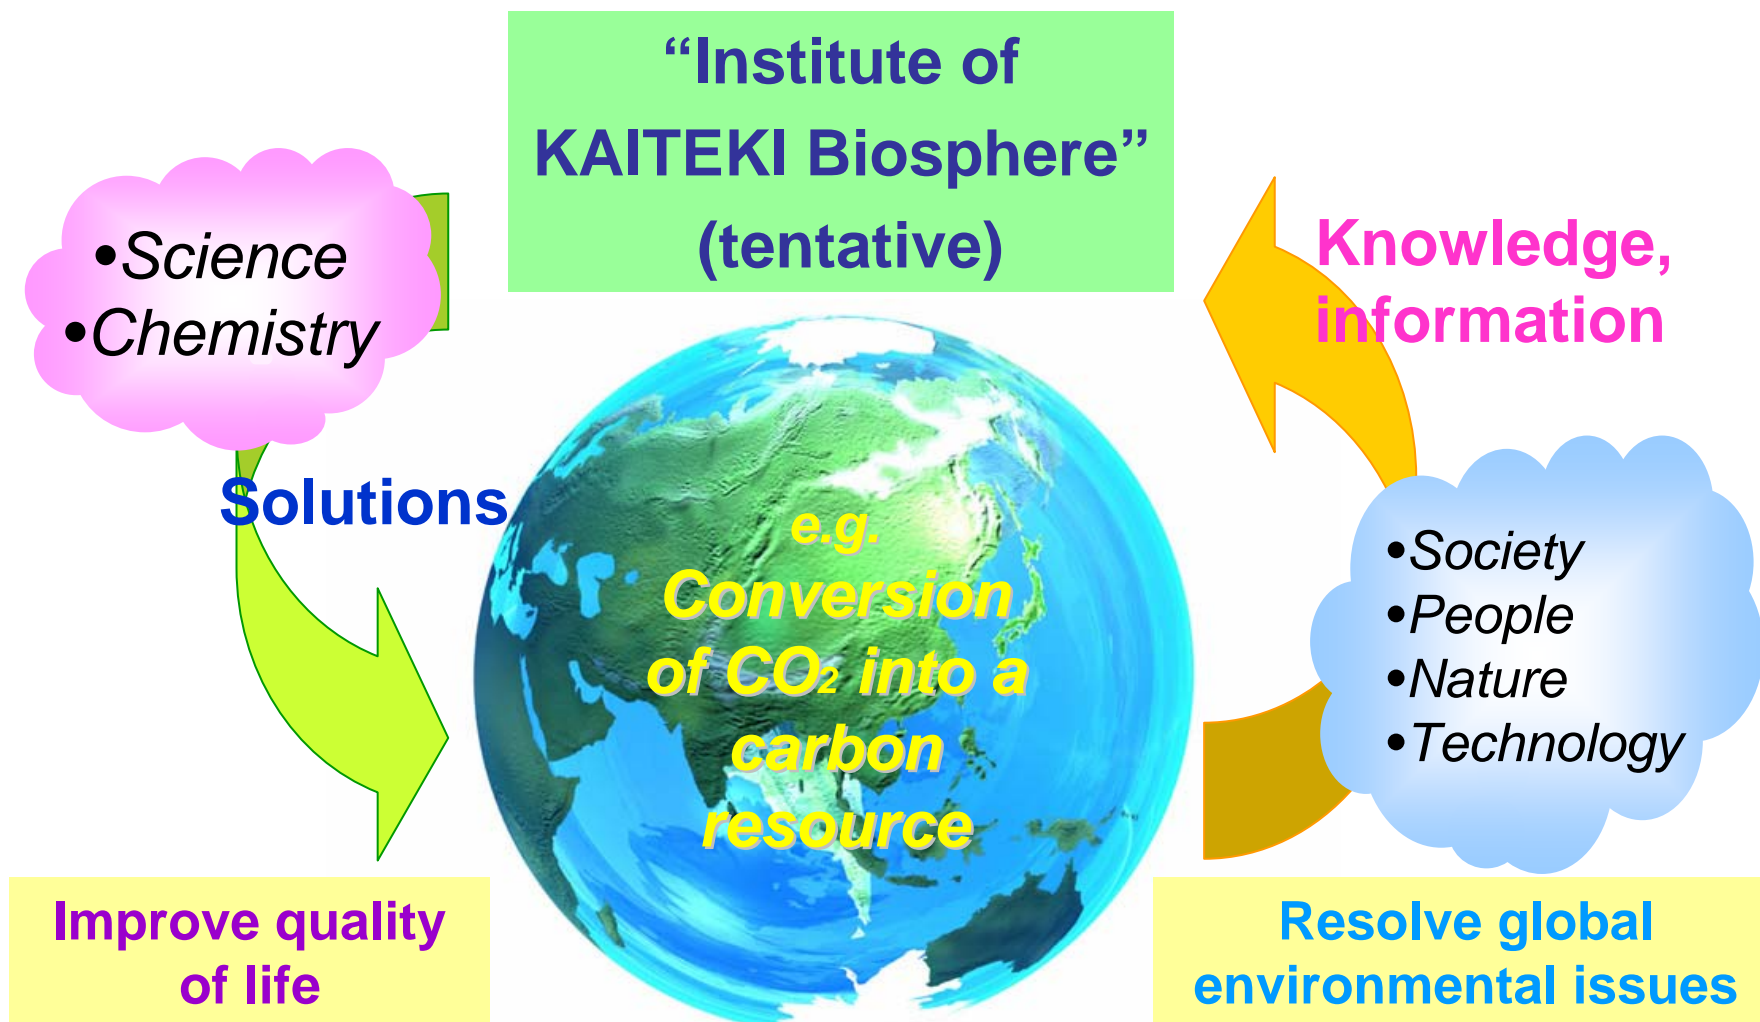 “Institute of
KAITEKI Biosphere”
(tentative)
•Science
•Chemistry
Solutions
Knowledge,
information
e.g.
Conversion
of CO₂ into a
carbon
resource
•Society
•People
•Nature
•Technology
Improve quality
of life
Resolve global
environmental issues